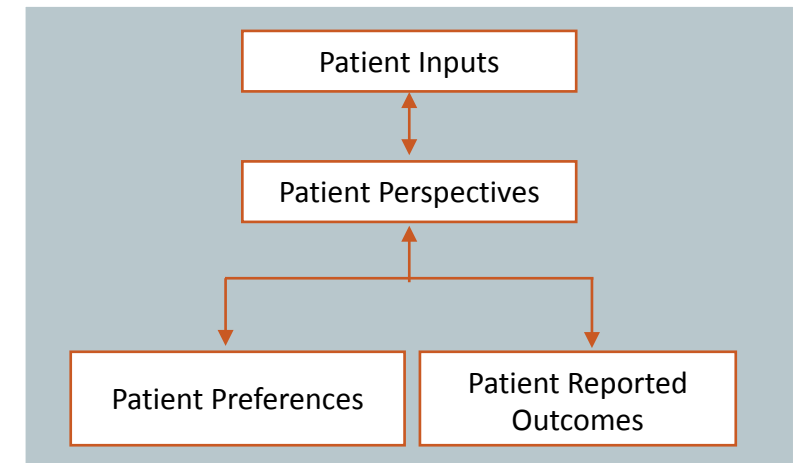 Patient Inputs
Patient Perspectives
Patient Preferences
Patient Reported
Outcomes